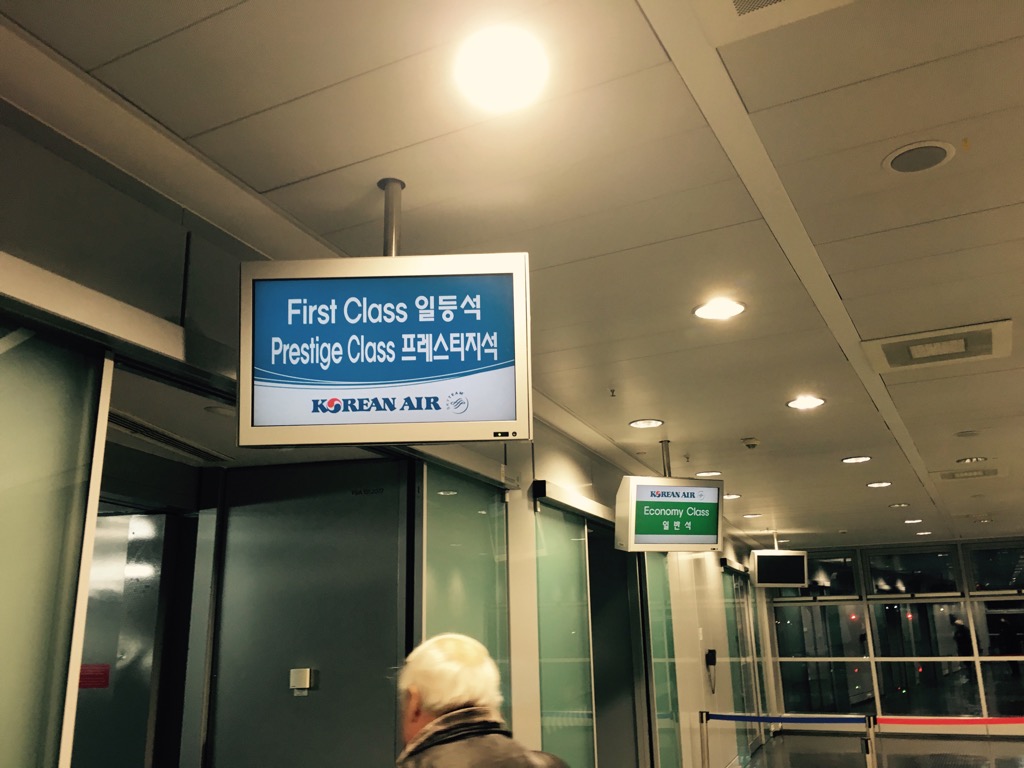 First Class 일등석
Prestige Class 프레스티지석
KOREAN AIR
KOREAN AIR
Economy Class
일반석